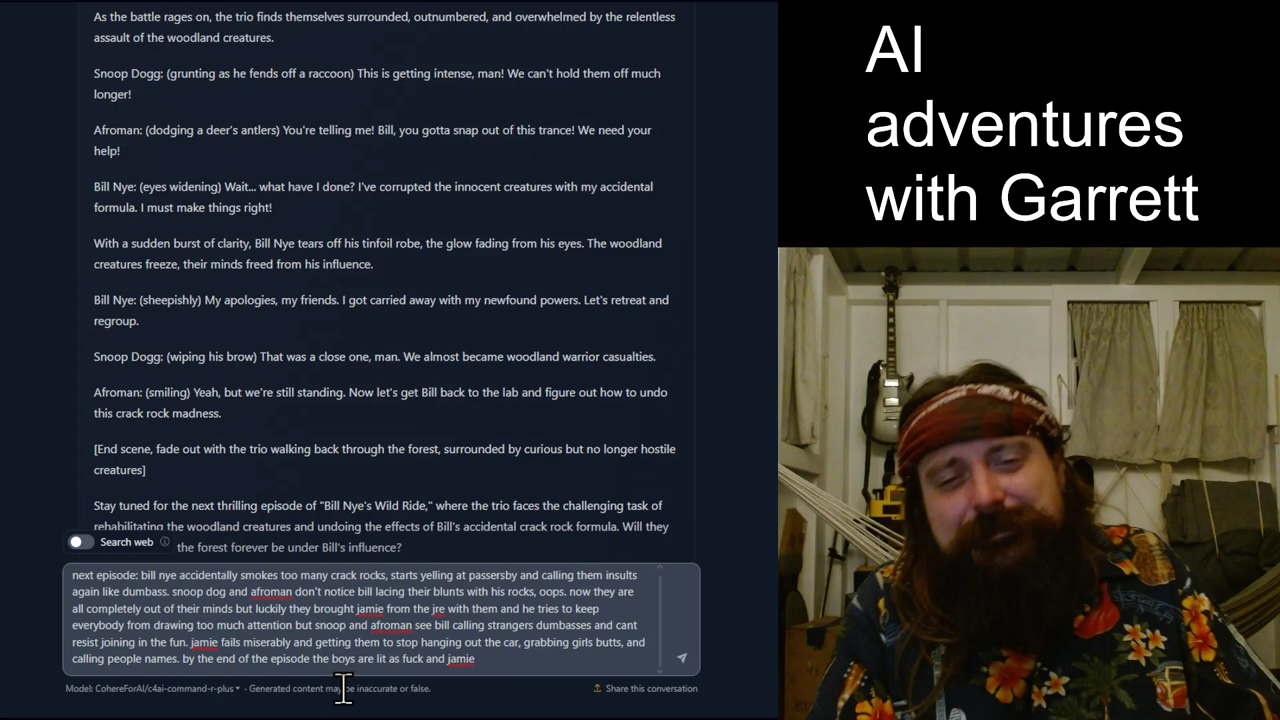 As the battle rages on, the trio finds themselves surrounded, outnumbered, and overwhelmed by the relentless
assault of the woodland creatures.
Snoop Dogg: (grunting as he fends off a raccoon) This is getting intense, man! We can't hold them off much
longer!
Afroman: (dodging a deer's antlers) You're telling me! Bill, you gotta snap out of this trance! We need your
help!
Bill Nye: (eyes widening) Wait... what have I done? I've corrupted the innocent creatures with my accidental
formula. I must make things right!
With a sudden burst of clarity, Bill Nye tears off his tinfoil robe, the glow fading from his eyes. The woodland
creatures freeze, their minds freed from his influence.
Bill Nye: (sheepishly) My apologies, my friends. I got carried away with my newfound powers. Let's retreat and
regroup.
Snoop Dogg: (wiping his brow) That was a close one, man. We almost became woodland warrior casualties.
Afroman: (smiling) Yeah, but we're still standing. Now let's get Bill back to the lab and figure out how to undo
this crack rock madness.
[End scene, fade out with the trio walking back through the forest, surrounded by curious but no longer hostile
creatures]
Stay tuned for the next thrilling episode of "Bill Nye's Wild Ride," where the trio faces the challenging task of
rehabilitating the woodland creatures and undoing the effects of Bill's accidental crack rock formula. Will they
Search web the forest forever be under Bill's influence?
next episode: bill nye accidentally smokes too many crack rocks, starts yelling at passersby and calling them insults
again like dumbass. snoop dog and afroman don't notice bill lacing their blunts with his rocks, oops. now they are
all completely out of their minds but luckily they brought jamie from the jre with them and he tries to keep
everybody from drawing too much attention but snoop and afroman see bill calling strangers dumbasses and cant
resist joining in the fun. jamie fails miserably and getting them to stop hanging out the car, grabbing girls butts, and
calling people names. by the end of the episode the boys are lit as fuck and jamie
Model: CohereForAI/c4ai-command-r-plus · Generated content may be inaccurate or false.
Share this conversation
AI
adventures
with Garrett